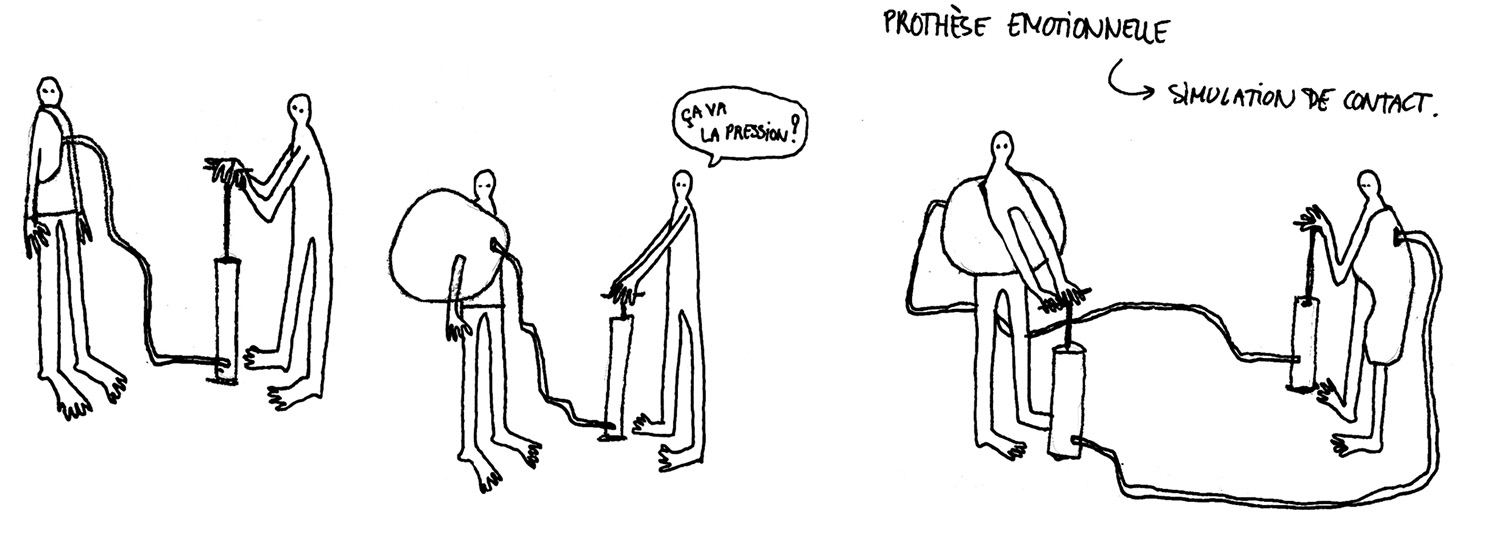 PROTHÈSE EMOTIONNELLE
SIMULATION DE CONTACT.
ÇA VA
LA PRESSION?